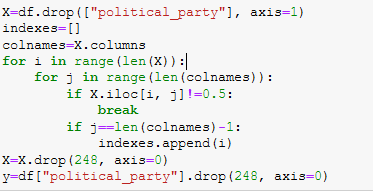 X=df.drop(["political_party"], axis=1)
indexes=[]
colnames=X.columns
for i in range(len(X)):
    for j in range(len(colnames)):
        if X.iloc[i, j]!=0.5:
            break
        if j==len(colnames)-1:
            indexes.append(i)
X=X.drop(248, axis=0)
y=df["political_party"].drop(248, axis=0)